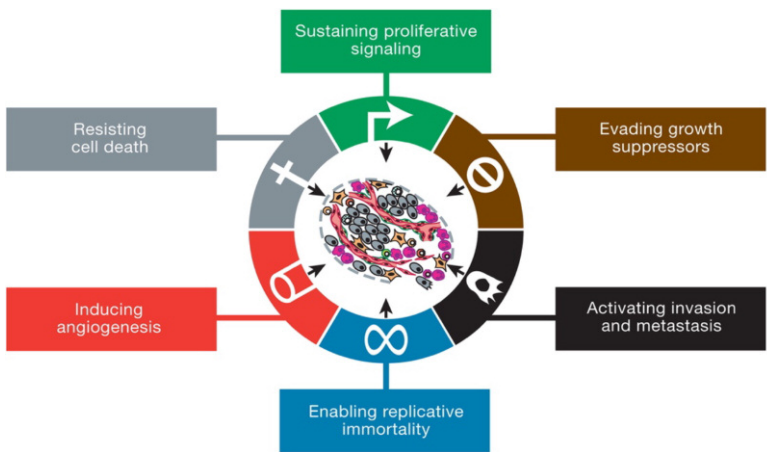 Sustaining proliferative
signaling
Resisting
cell death
Evading growth
suppressors
Inducing
angiogenesis
Activating invasion
and metastasis
Enabling replicative
immortality